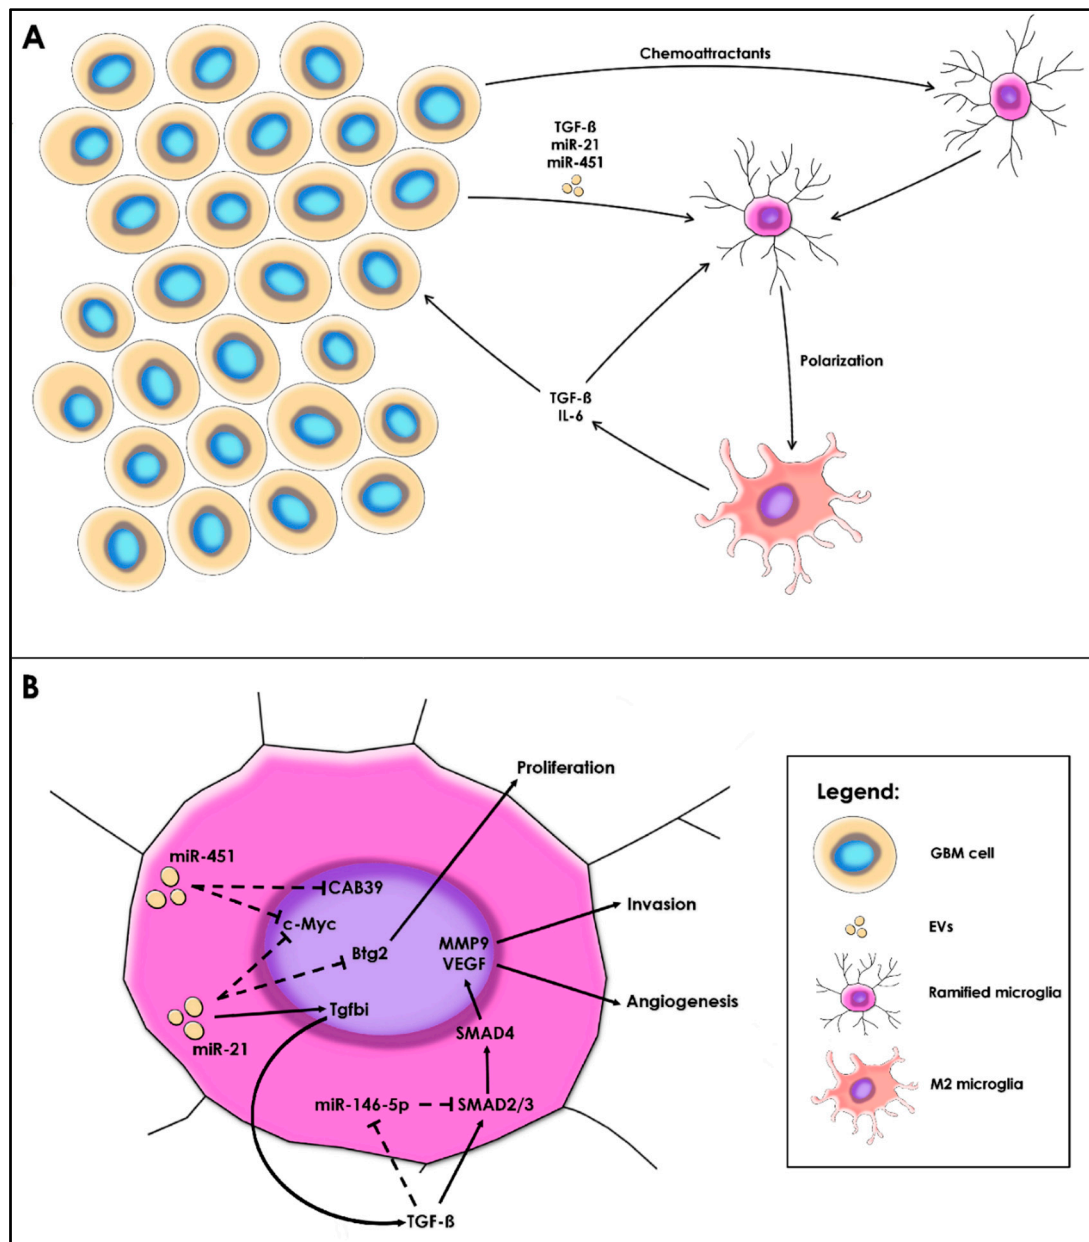 A
Chemoattractants
TGF-ß
miR-21
miR-451
Polarization
TGF-ß
IL-6
B
Proliferation
miR-451
CAB39
c-Myc
Btg2
MMP9
VEGF
Invasion
Angiogenesis
Tgfbi
miR-21
SMAD4
miR-146-5p
SMAD2/3
TGF-ß
Legend:
GBM cell
EVs
Ramified microglia
M2 microglia